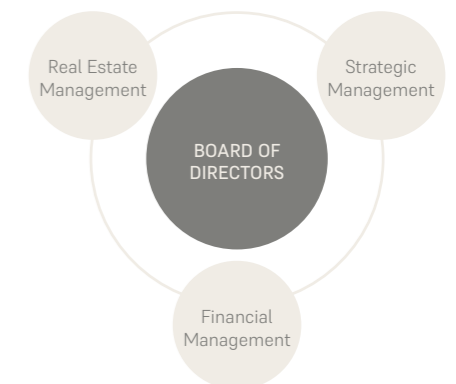 Real Estate
Management
Strategic
Management
BOARD OF
DIRECTORS
Financial
Management